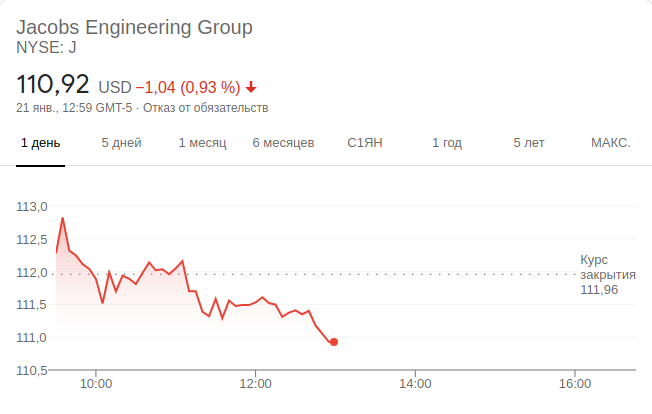 Jacobs Engineering Group
NYSE: J
110,92 USD −1,04 (0,93 %)
21 янв., 12:59 GMT-5 · Отказ от обязательств
1 день 5 дней 1 месяц 6 месяцев С1ЯН 1 год 5 лет МАКС.
113,0
112,5
112,0
111,5
111,0
110,5
Курс
закрытия
111,96
10:00 12:00 14:00 16:00